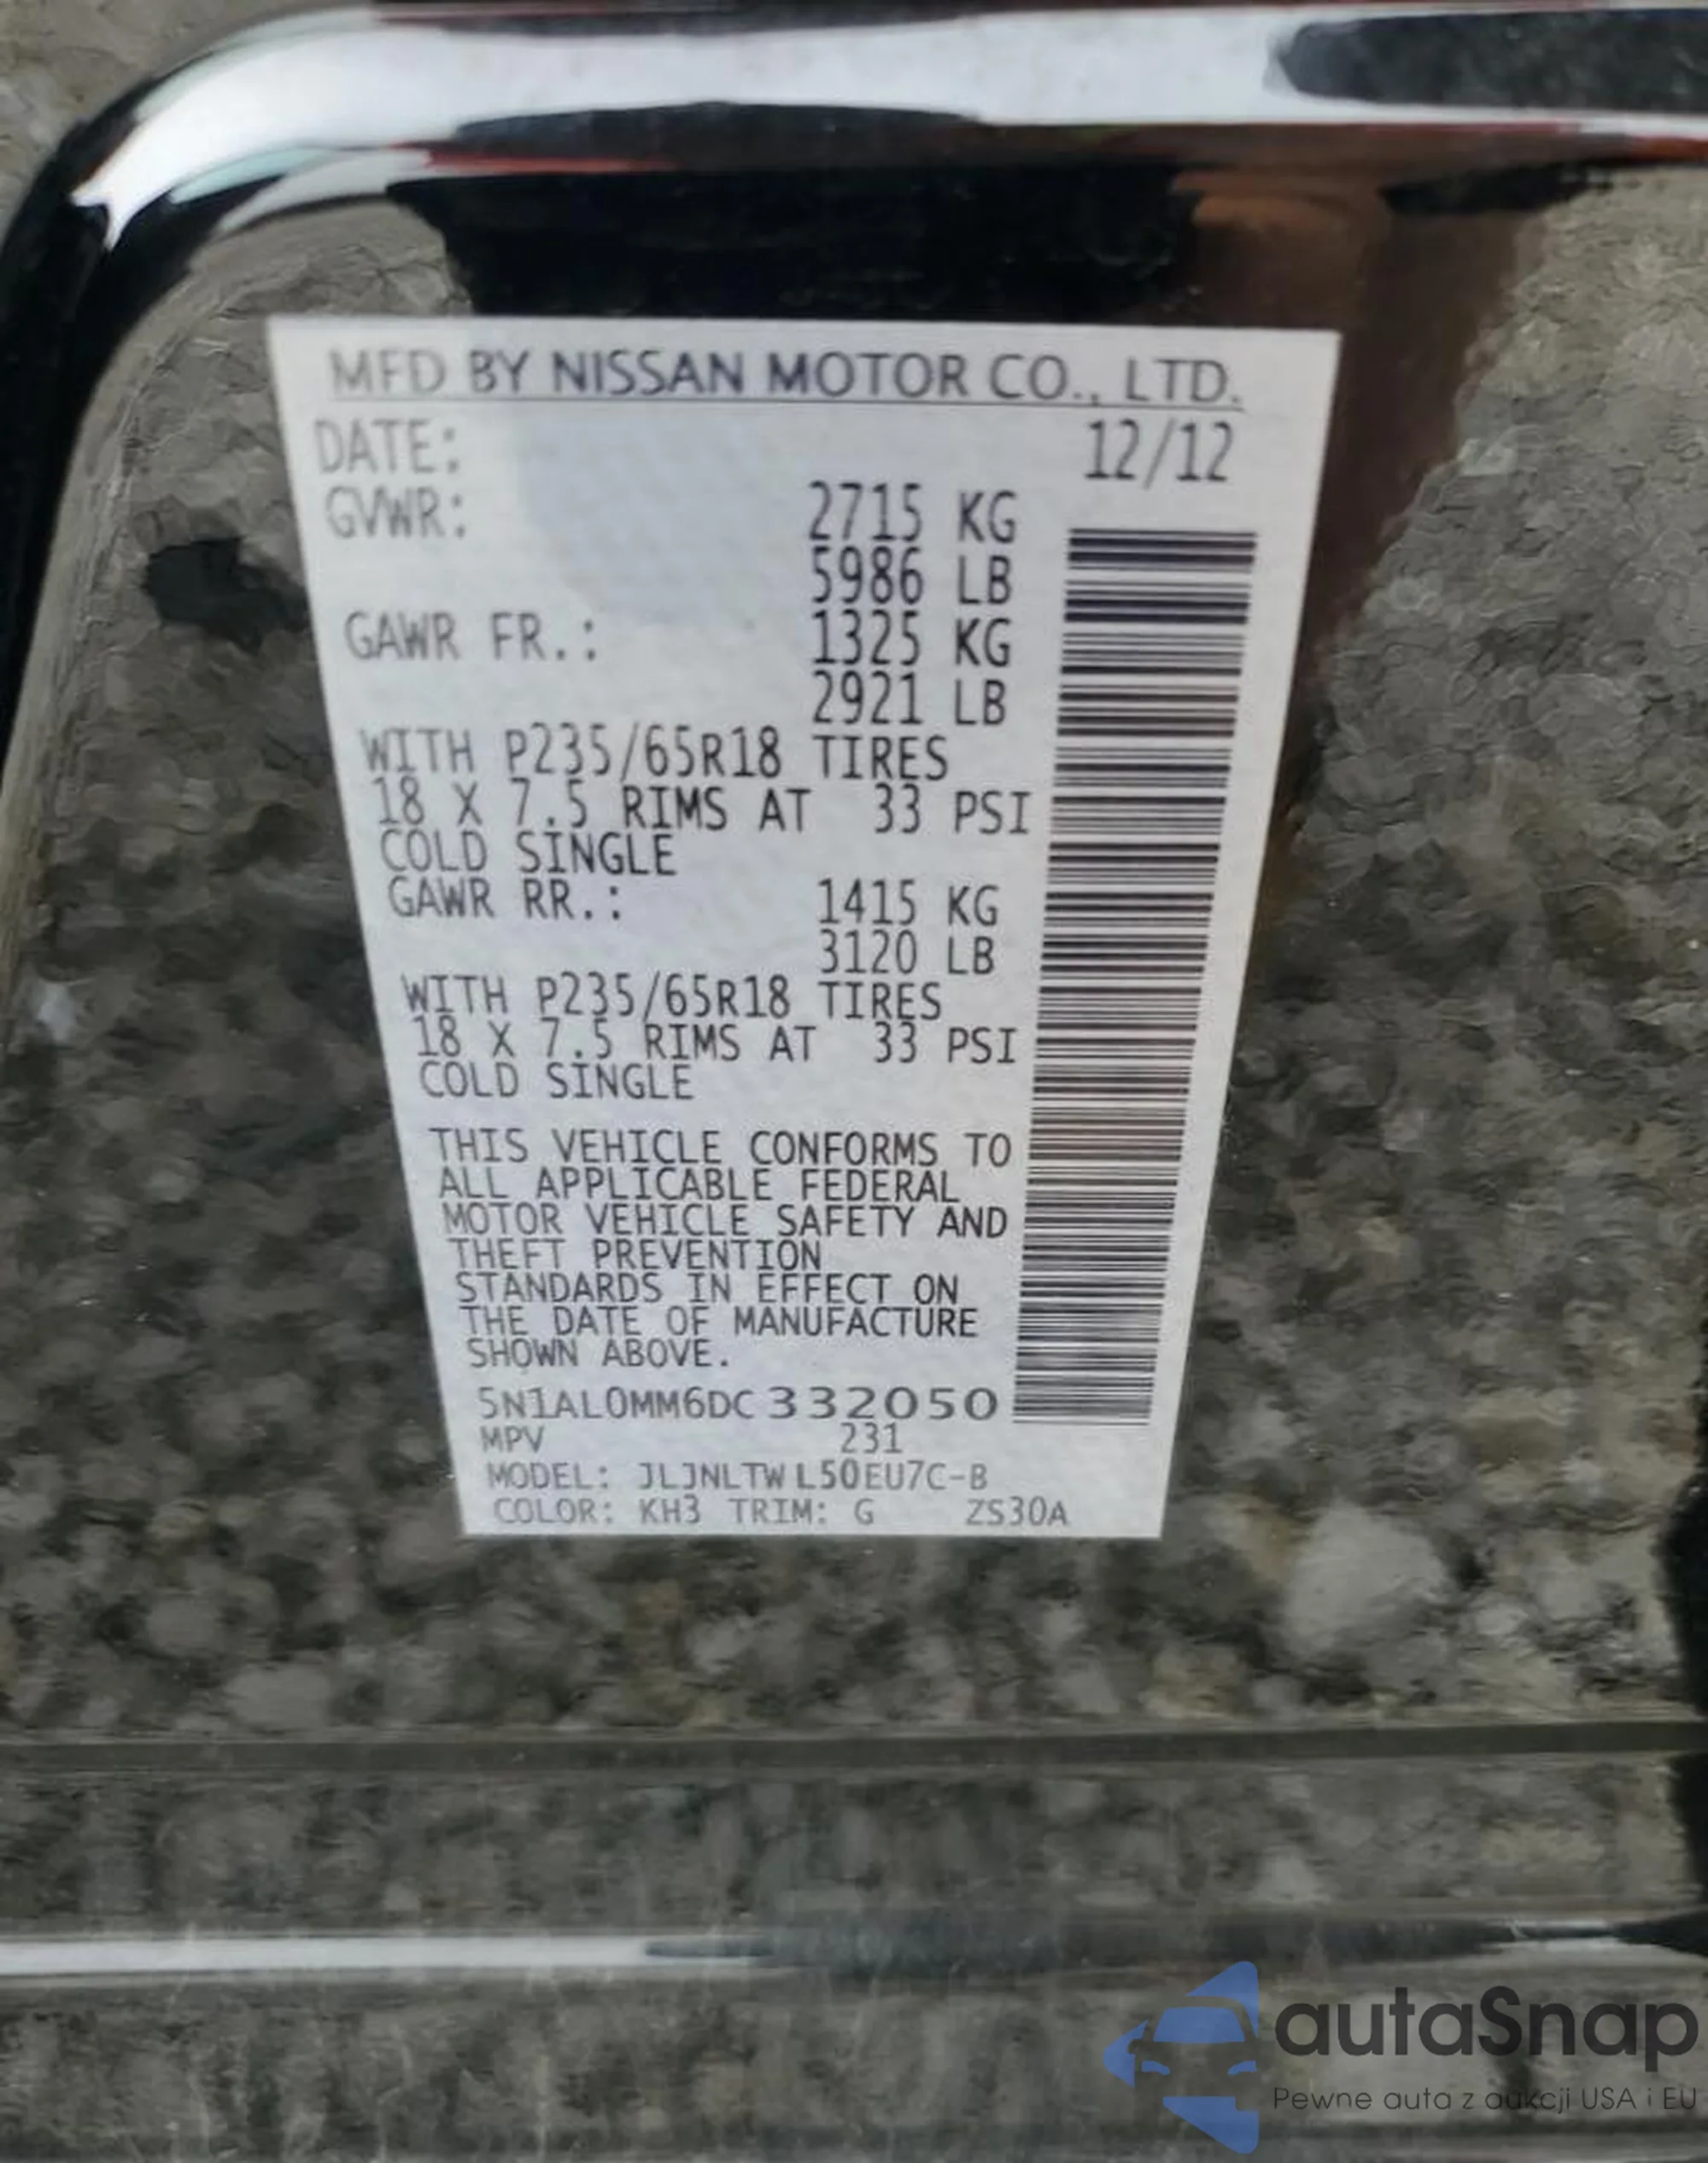 MFD BY NISSAN MOTOR CO., LTD.
DATE: 12/12
GVWR: 2715 KG
5986 LB
GAWR FR.: 1325 KG
2921 LB
WITH P235/65R18 TIRES
18 X 7.5 RIMS AT 33 PSI
COLD SINGLE
GAWR RR.: 1415 KG
3120 LB
WITH P235/65R18 TIRES
18 X 7.5 RIMS AT 33 PSI
COLD SINGLE
THIS VEHICLE CONFORMS TO
ALL APPLICABLE FEDERAL
MOTOR VEHICLE SAFETY AND
THEFT PREVENTION
STANDARDS IN EFFECT ON
THE DATE OF MANUFACTURE
SHOWN ABOVE.
5N1AL0MM6DC332050
MPV 231
MODEL: JLJNLTWL50EU7C-B
COLOR: KH3 TRIM: G ZS30A
autaSnap
Pewne auta z aukcji USA i EU